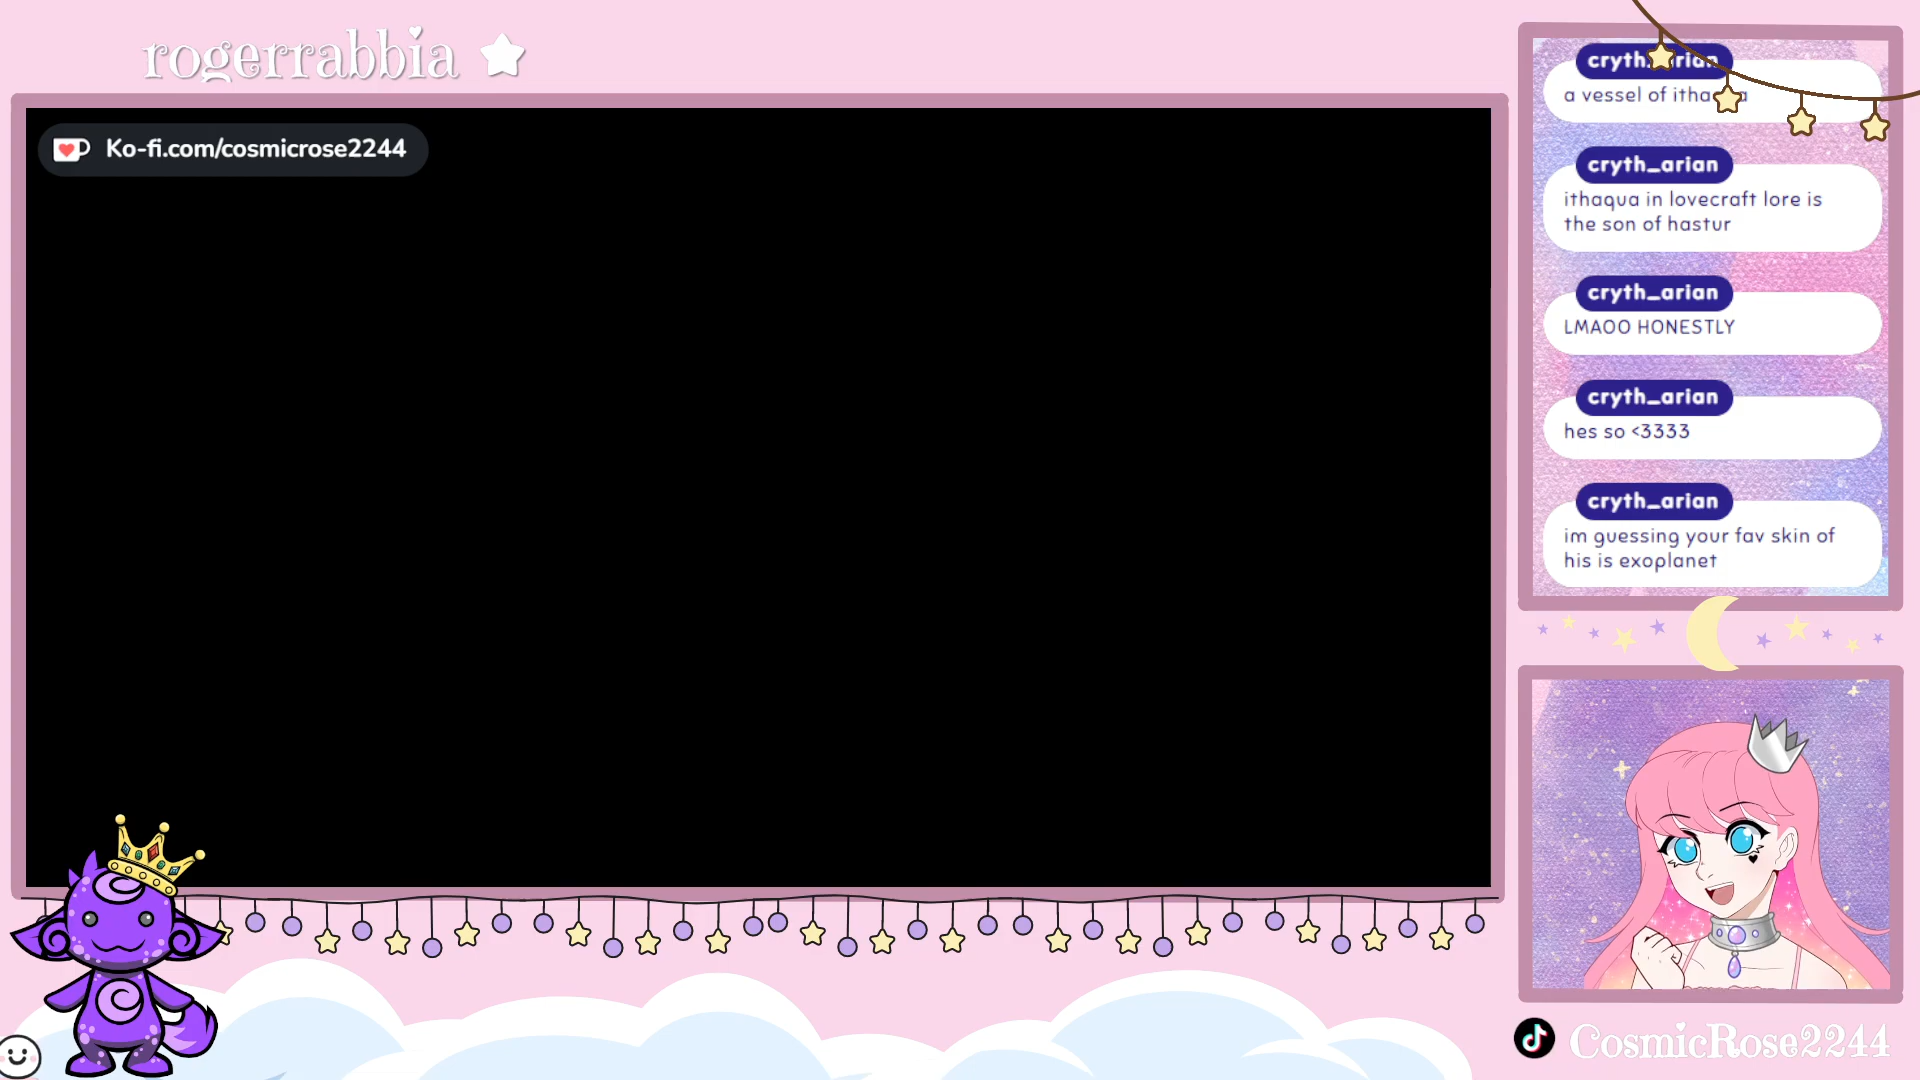 rogerrabbia
Ko-fi.com/cosmicrose2244
a vessel of
cryth_arian
ithaqua in lovecraft lore is
the son of hastur
cryth_arian
LMAOO HONESTLY
cryth_arian
hes so <3333
cryth_arian
im guessing your fav skin of
his is exoplanet
CosmicRose2244